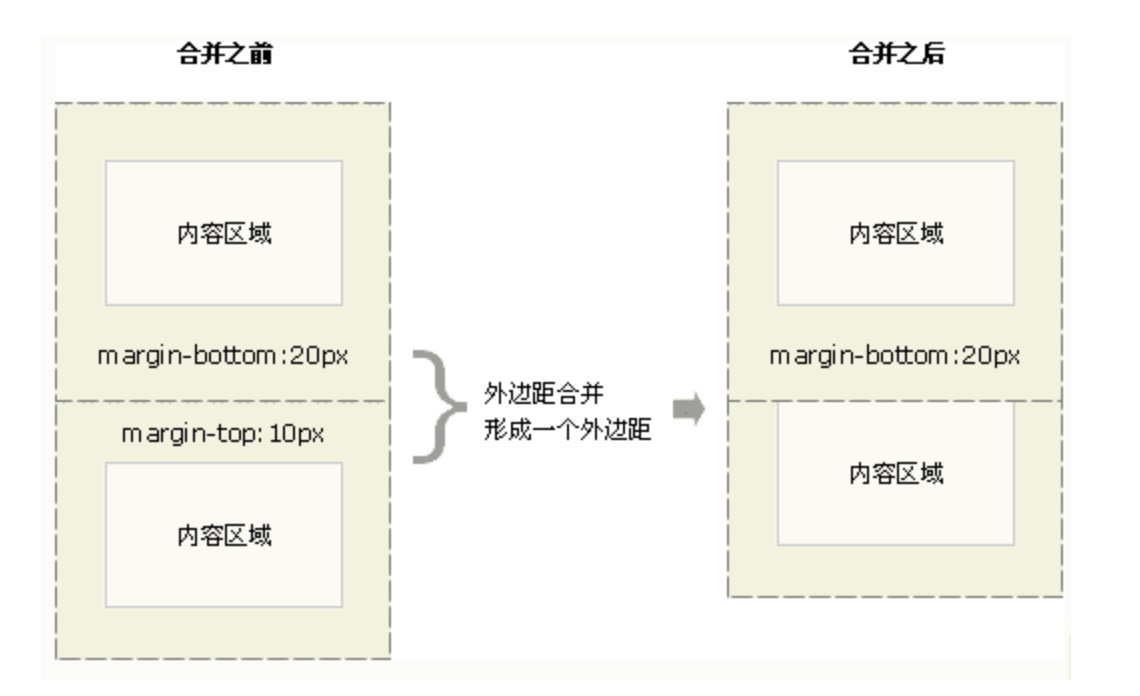 合并之前
合并之后
内容区域
内容区域
margin-bottom:20px
margin-bottom:20px
外边距合并
形成一个外边距
margin-top:10px
内容区域
内容区域